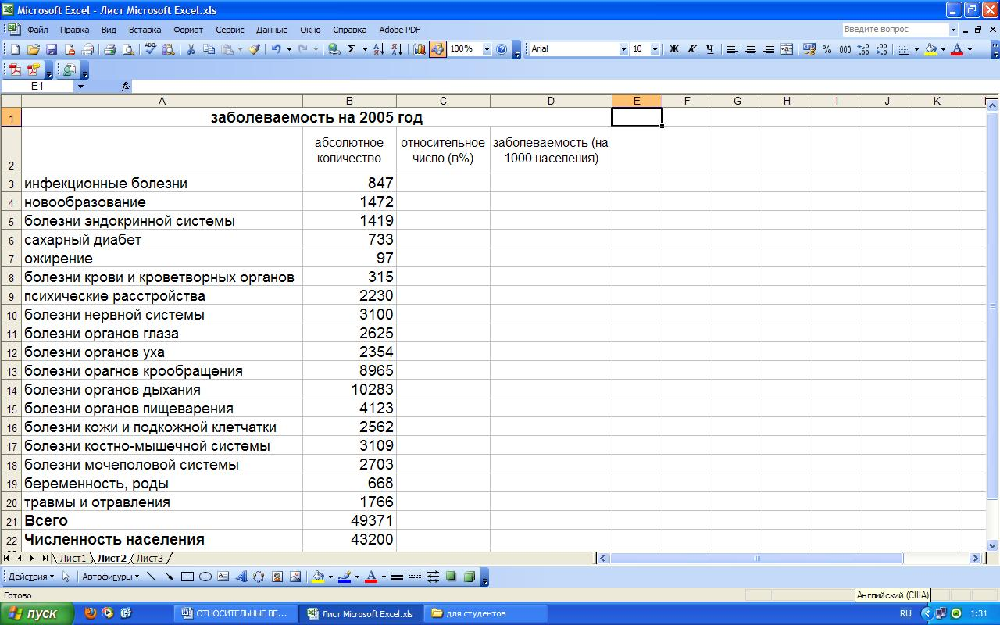 Microsoft Excel - Лист Microsoft Excel.xls
Файл Правка Вид Вставка Формат Сервис Данные Окно Справка Adobe PDF Введите вопрос
100% Arial 10 Ж К Ч % 000
E1 fx
A B C D E F G H I J K
1 заболеваемость на 2005 год
абсолютное относительное заболеваемость (на
2 количество число (в%) 1000 населения)
3 инфекционные болезни 847
4 новообразование 1472
5 болезни эндокринной системы 1419
6 сахарный диабет 733
7 ожирение 97
8 болезни крови и кроветворных органов 315
9 психические расстройства 2230
10 болезни нервной системы 3100
11 болезни органов глаза 2625
12 болезни органов уха 2354
13 болезни орагнов крообращения 8965
14 болезни органов дыхания 10283
15 болезни органов пищеварения 4123
16 болезни кожи и подкожной клетчатки 2562
17 болезни костно-мышечной системы 3109
18 болезни мочеполовой системы 2703
19 беременность, роды 668
20 травмы и отравления 1766
21 Всего 49371
22 Численность населения 43200
Лист1 Лист2 Лист3
Действия Автофигуры
Готово Английский (США)
пуск ОТНОСИТЕЛЬНЫЕ ВЕ... Лист Microsoft Excel.xls для студентов RU 1:31